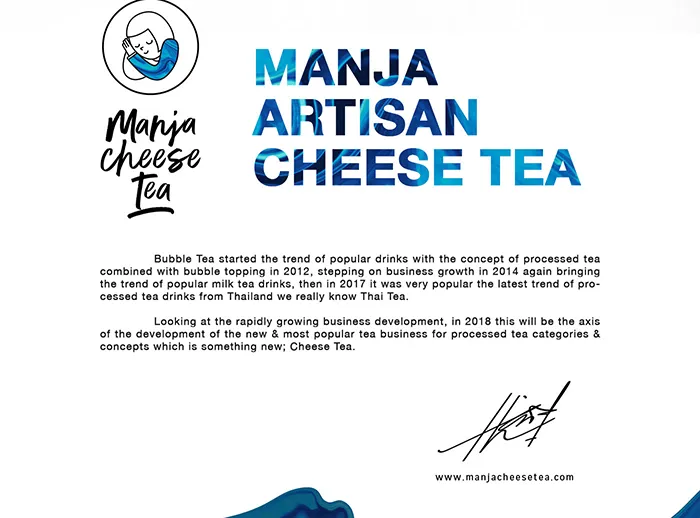 Manja
cheese
Tea
MANJA
ARTISAN
CHEESE TEA
Bubble Tea started the trend of popular drinks with the concept of processed tea
combined with bubble topping in 2012, stepping on business growth in 2014 again bringing
the trend of popular milk tea drinks, then in 2017 it was very popular the latest trend of pro-
cessed tea drinks from Thailand we really know Thai Tea.
Looking at the rapidly growing business development, in 2018 this will be the axis
of the development of the new & most popular tea business for processed tea categories &
concepts which is something new; Cheese Tea.
www.manjacheesetea.com